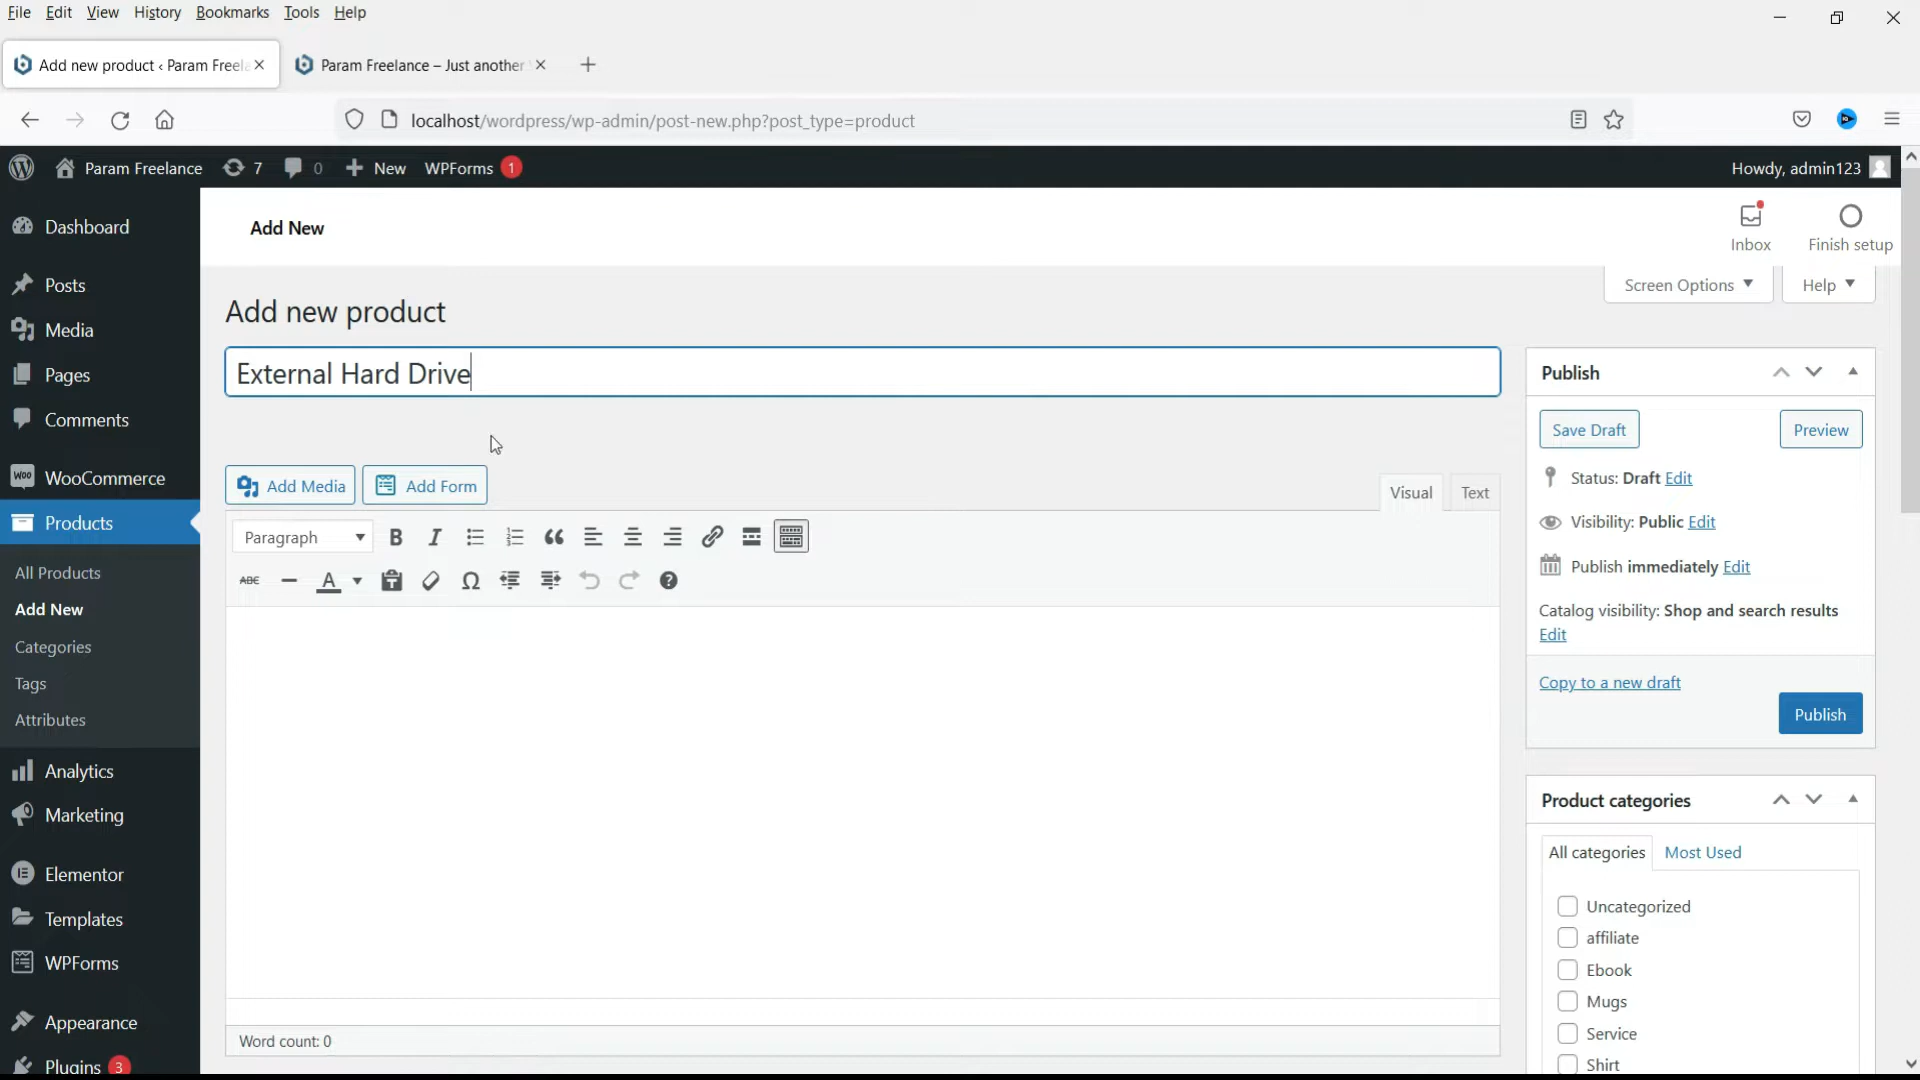 File Edit View History Bookmarks Tools Help
Add new product ‹ Param Freela
Param Freelance – Just another
localhost/wordpress/wp-admin/post-new.php?post_type=product
Param Freelance 7 0 New WPForms 1
Howdy, admin123
Dashboard
Posts
Media
Pages
Comments
Woo WooCommerce
Products
All Products
Add New
Categories
Tags
Attributes
Analytics
Marketing
Elementor
Templates
WPForms
Appearance
Plugins 3
Add New
Inbox
Finish setup
Screen Options
Help
Add new product
External Hard Drive
Add Media
Add Form
Visual
Text
Paragraph
ABC
Word count: 0
Publish
Save Draft
Preview
Status: Draft Edit
Visibility: Public Edit
Publish immediately Edit
Catalog visibility: Shop and search results
Edit
Copy to a new draft
Publish
Product categories
All categories
Most Used
Uncategorized
affiliate
Ebook
Mugs
Service
Shirt